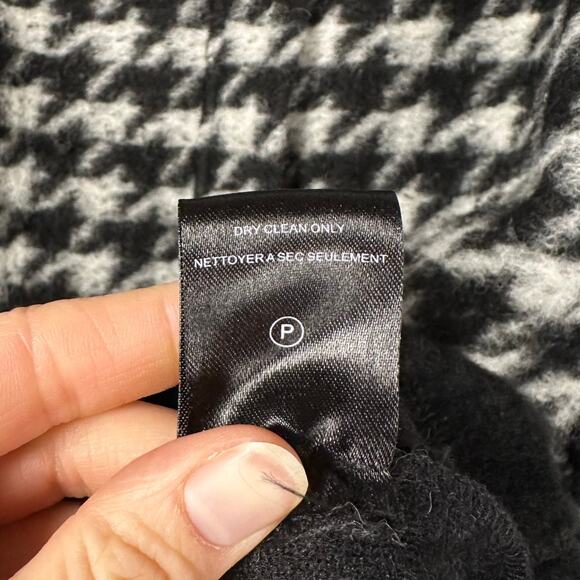 DRY CLEAN ONLY
NETTOYER A SEC SEULEMENT
P